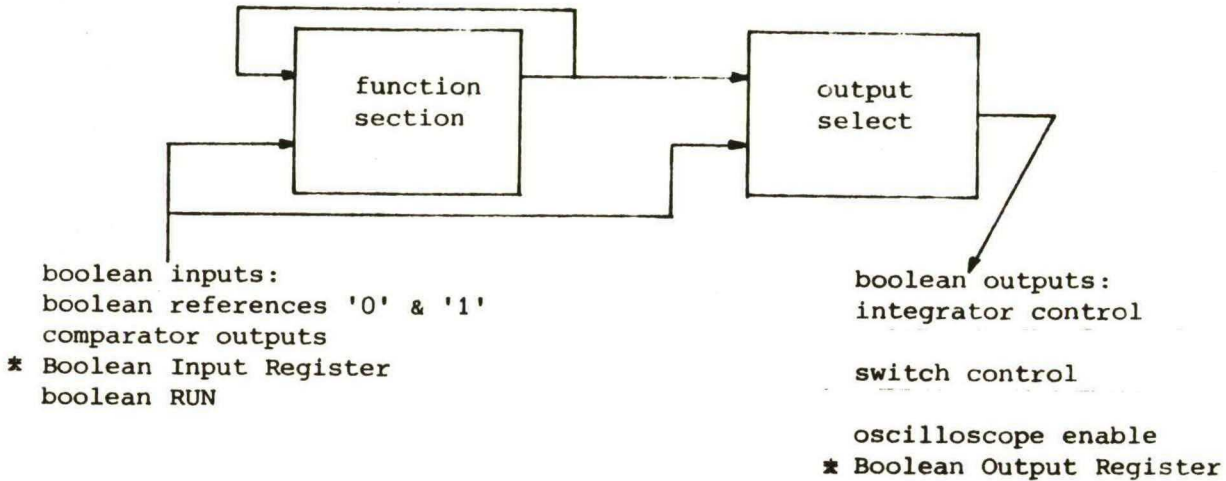 function
section
output
select
boolean inputs:
boolean references '0' & '1'
comparator outputs
* Boolean Input Register
boolean RUN
boolean outputs:
integrator control
switch control
oscilloscope enable
* Boolean Output Register